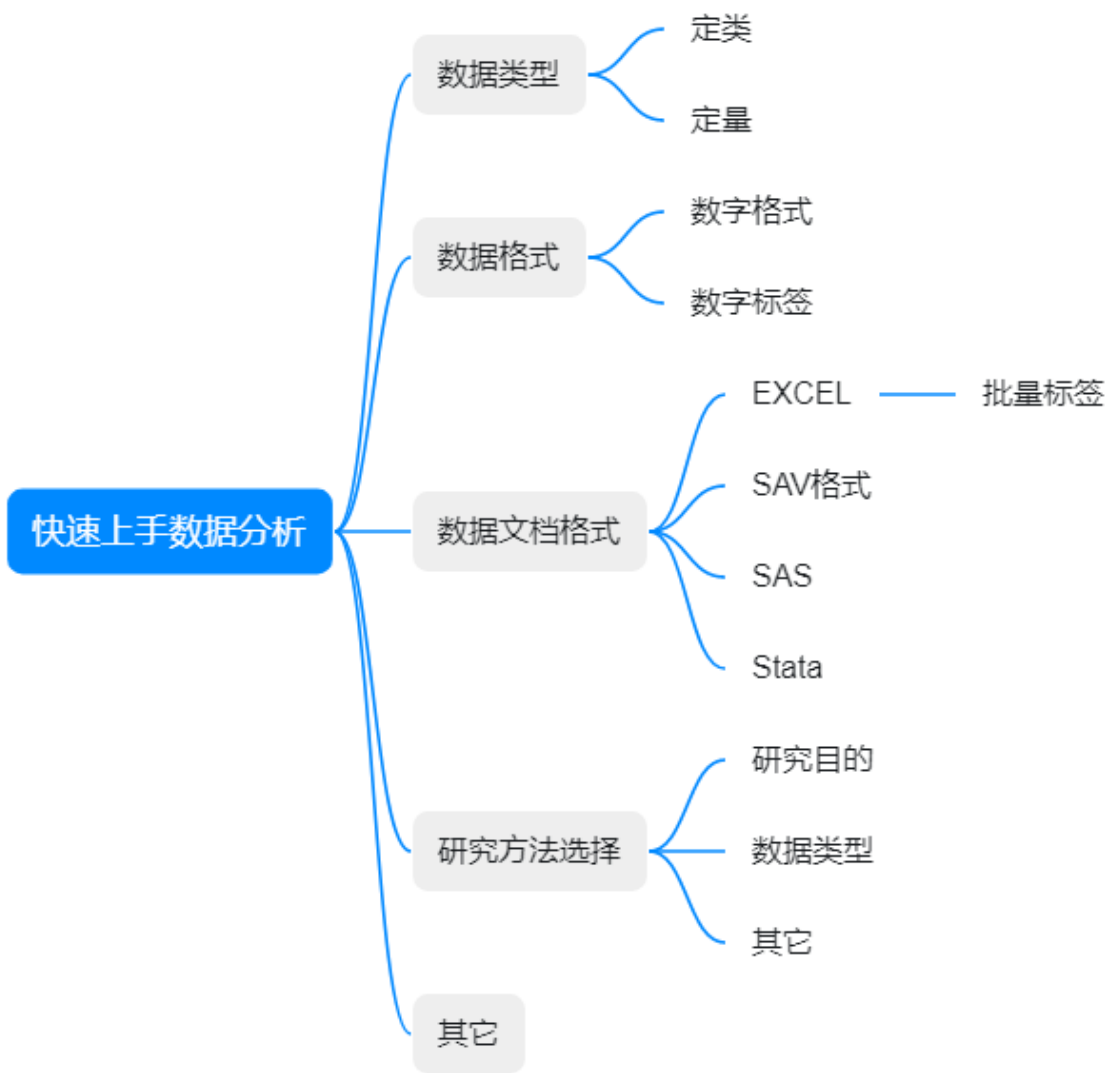 快速上手数据分析
数据类型
定类
定量
数据格式
数字格式
数字标签
数据文档格式
EXCEL
批量标签
SAV格式
SAS
Stata
研究方法选择
研究目的
数据类型
其它
其它